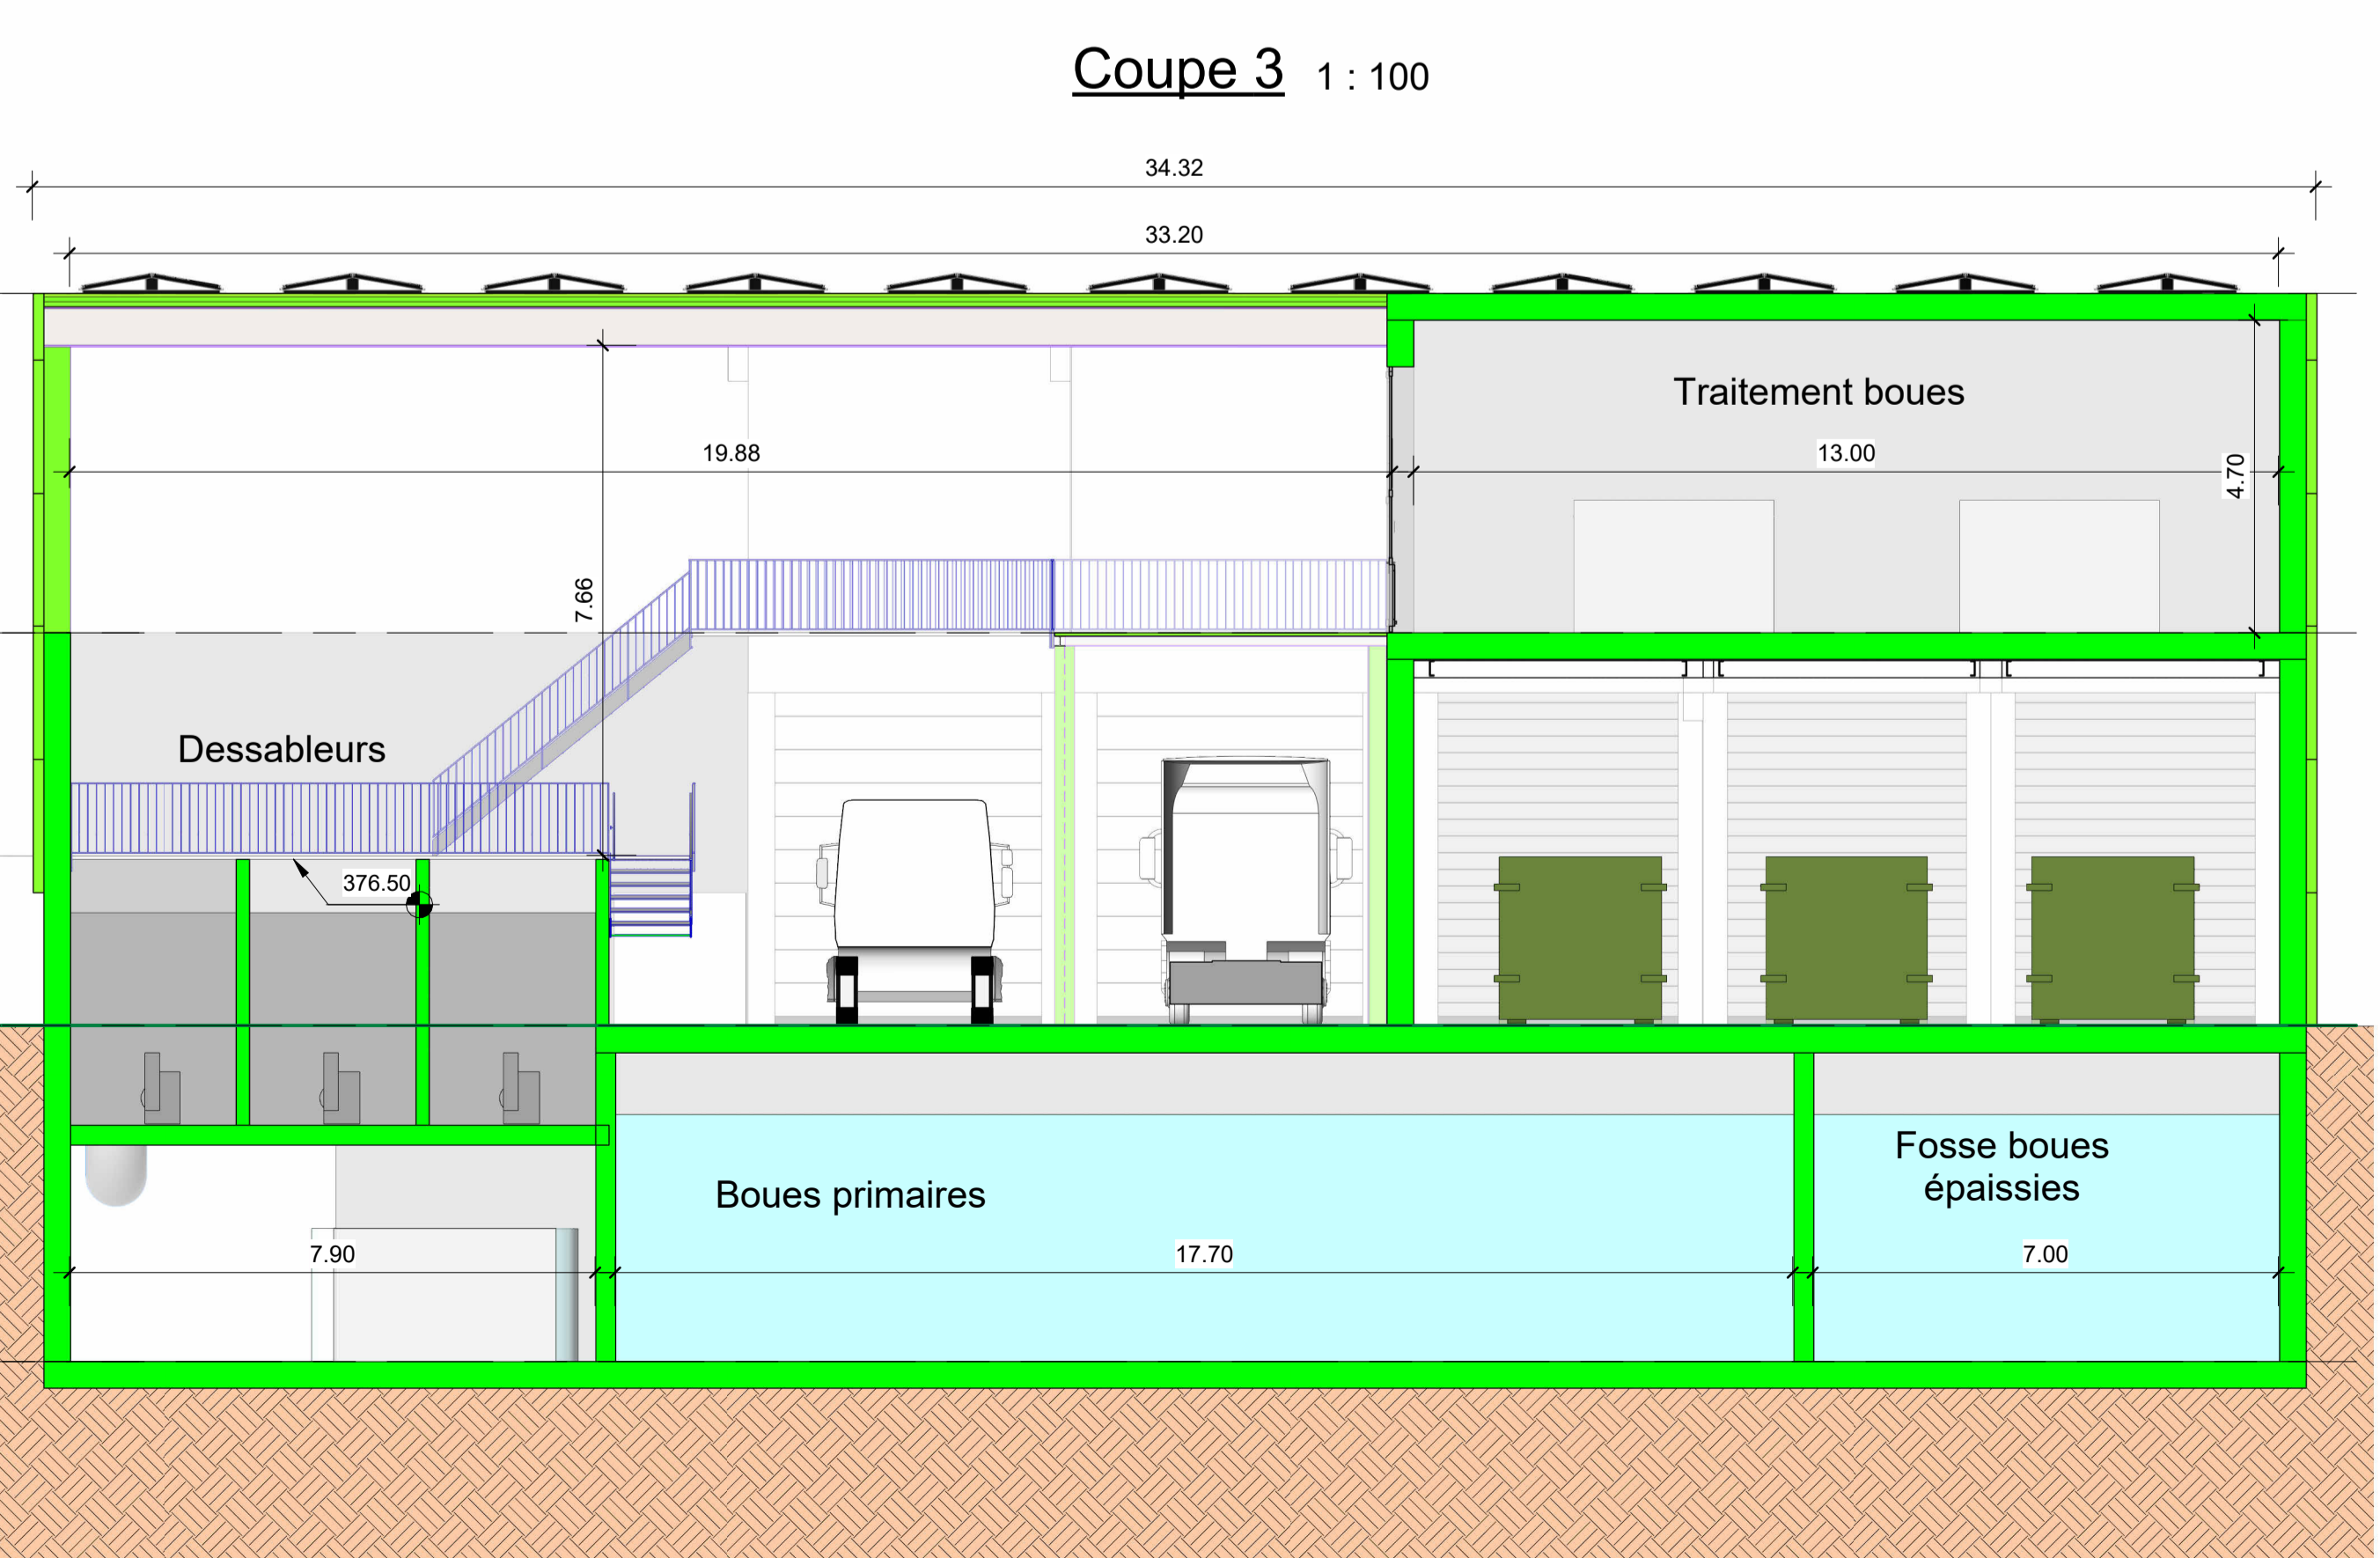 Coupe 3 1 : 100
34.32
33.20
Traitement boues
19.88
13.00
4.70
7.66
Dessableurs
376.50
Boues primaires
Fosse boues
épaissies
7.90
17.70
7.00